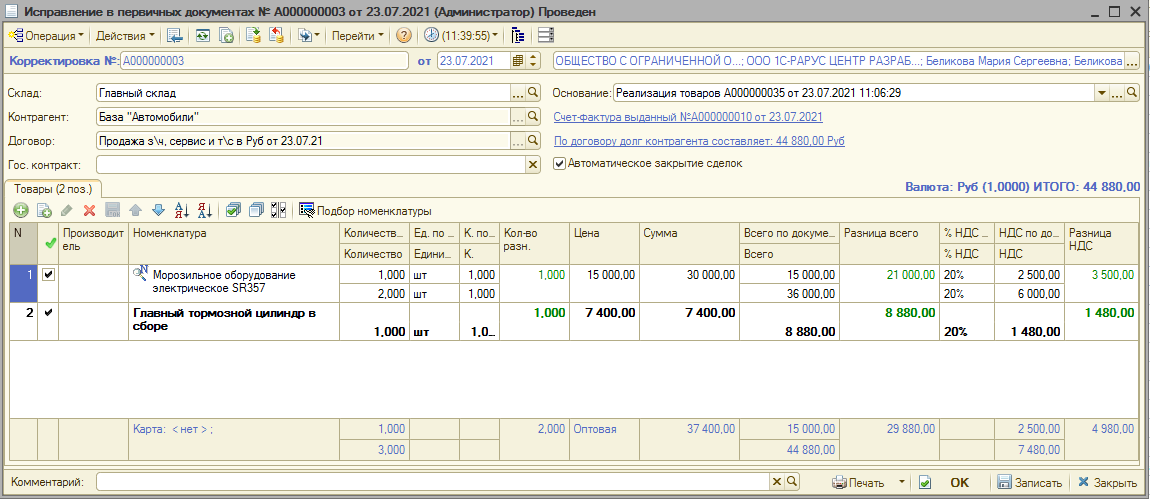 Исправление в первичных документах № А000000003 от 23.07.2021 (Администратор) Проведен
Операция Действия Перейти (11:39:55)
Корректировка №: А000000003 от 23.07.2021 ОБЩЕСТВО С ОГРАНИЧЕННОЙ О...; ООО 1С-РАРУС ЦЕНТР РАЗРАБ...; Беликова Мария Сергеевна; Беликова ...
Склад: Главный склад ... Основание: Реализация товаров А000000035 от 23.07.2021 11:06:29 ...
Контрагент: База "Автомобили" ... Счет-фактура выданный №А000000010 от 23.07.2021
Договор: Продажа з\ч, сервис и т\с в Руб от 23.07.21 ... По договору долг контрагента составляет: 44 880,00 Руб
Гос. контракт: Автоматическое закрытие сделок
Товары (2 поз.) Валюта: Руб (1,0000) ИТОГО: 44 880,00
Подбор номенклатуры
N Производит Номенклатура Количеств... Ед. по ... К. по... Кол-во Цена Сумма Всего по докуме... Разница всего % НДС ... НДС по до... Разница
ель Количество Едини... К. разн. Всего % НДС НДС НДС
1 Морозильное оборудование 1,000 шт 1,000 1,000 15 000,00 30 000,00 15 000,00 21 000,00 20% 2 500,00 3 500,00
электрическое SR357 2,000 шт 1,000 36 000,00 20% 6 000,00
2 Главный тормозной цилиндр в 1,000 7 400,00 7 400,00 8 880,00 1 480,00
сборе 1,000 шт 1,0... 8 880,00 20% 1 480,00
Карта: < нет > ; 1,000 2,000 Оптовая 37 400,00 15 000,00 29 880,00 2 500,00 4 980,00
3,000 44 880,00 7 480,00
Комментарий: Печать OK Записать Закрыть